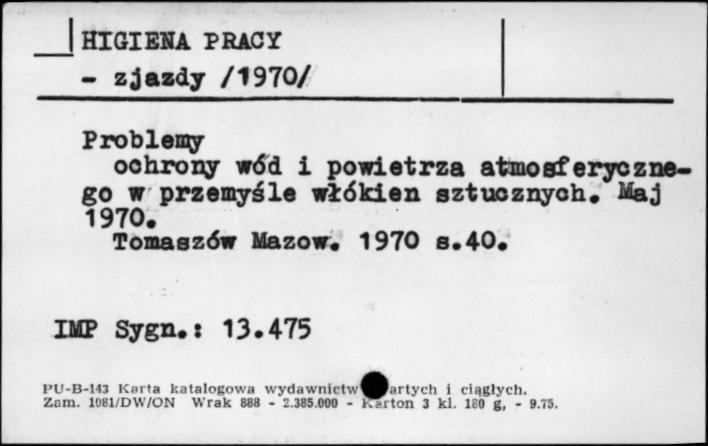 HIGIENA PRACY
- zjazdy /1970/
Problemy
ochrony wód i powietrza atmosferyczne-
go w przemyśle włókien sztucznych. Maj
1970.
Tomaszów Mazow. 1970 s.40.
IMP Sygn.: 13.475
PU-B-143 Karta katalogowa wydawnictw artych i ciągłych.
Zam. 1081/DW/ON Wrak 888 - 2.385.000 - Karton 3 kl. 180 g, - 9.75.